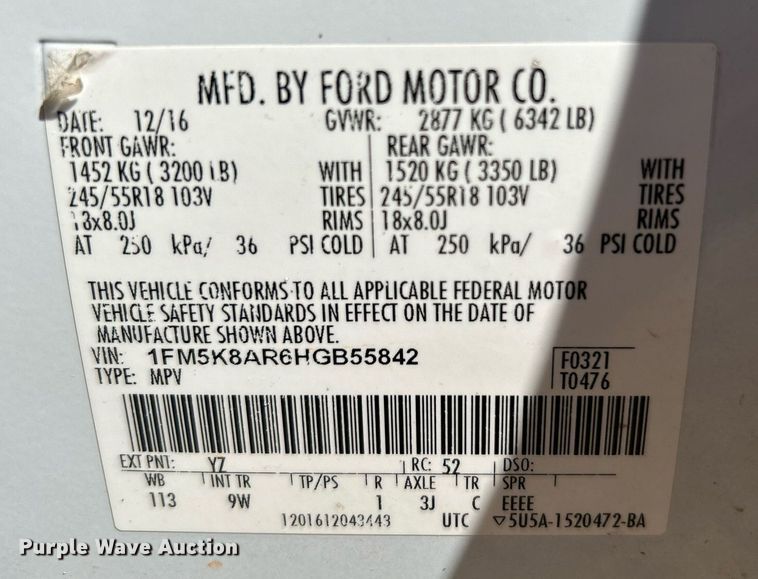 MFD. BY FORD MOTOR CO.
DATE: 12/16 GVWR: 2877 KG ( 6342 LB)
FRONT GAWR: REAR GAWR:
1452 KG ( 3200 LB) WITH 1520 KG ( 3350 LB) WITH
245/55R18 103V TIRES 245/55R18 103V TIRES
18x8.0J RIMS 18x8.0J RIMS
AT 250 kPa/ 36 PSI COLD AT 250 kPa/ 36 PSI COLD
THIS VEHICLE CONFORMS TO ALL APPLICABLE FEDERAL MOTOR
VEHICLE SAFETY STANDARDS IN EFFECT ON THE DATE OF
MANUFACTURE SHOWN ABOVE.
VIN: 1FM5K8AR6HGB55842 F0321
TYPE: MPV T0476
EXT PNT: YZ RC: 52 DSO:
WB INT TR TP/PS R AXLE TR SPR
113 9W 1 3J C EEEE
1201612043443 UTC ▽5U5A-1520472-BA
Purple Wave Auction